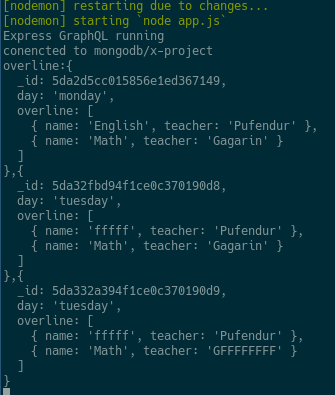 [nodemon] restarting due to changes...
[nodemon] starting `node app.js`
Express GraphQL running
conencted to mongodb/x-project
overline:{
  _id: 5da2d5cc015856e1ed367149,
  day: 'monday',
  overline: [
    { name: 'English', teacher: 'Pufendur' },
    { name: 'Math', teacher: 'Gagarin' }
  ]
},{
  _id: 5da32fbd94f1ce0c370190d8,
  day: 'tuesday',
  overline: [
    { name: 'fffff', teacher: 'Pufendur' },
    { name: 'Math', teacher: 'Gagarin' }
  ]
},{
  _id: 5da332a394f1ce0c370190d9,
  day: 'tuesday',
  overline: [
    { name: 'fffff', teacher: 'Pufendur' },
    { name: 'Math', teacher: 'GFFFFFFFF' }
  ]
}